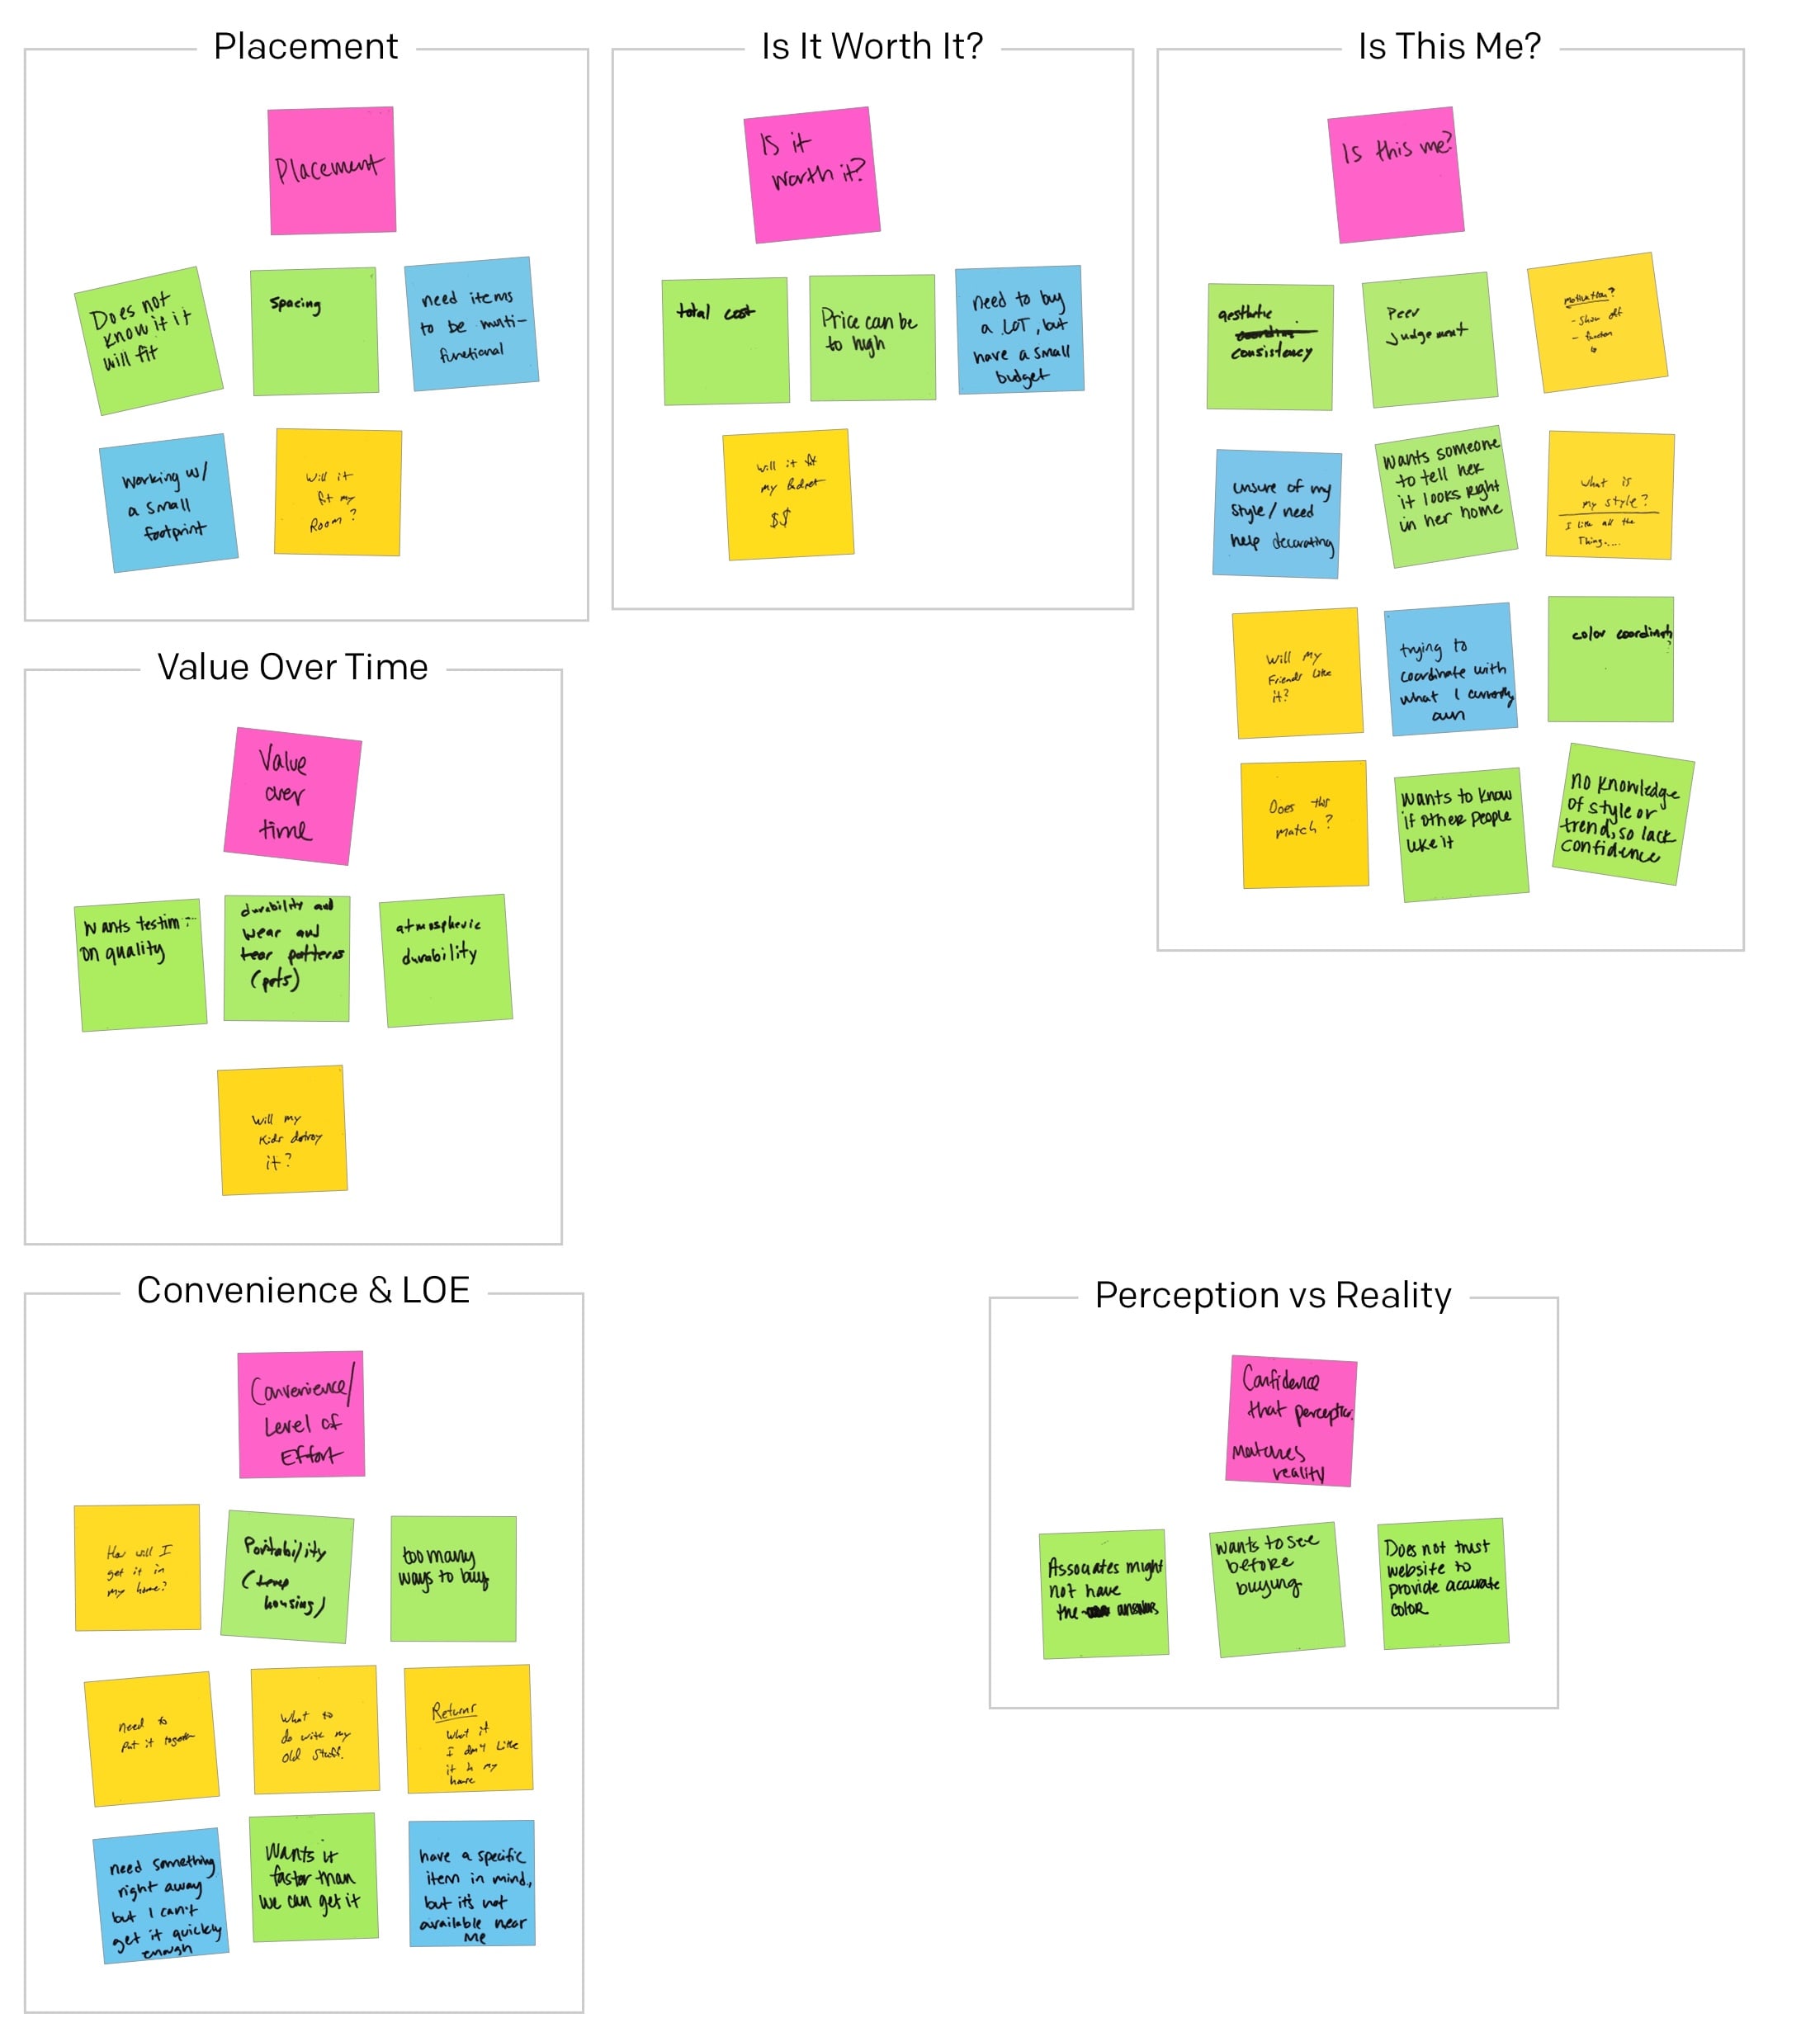 Placement
Placement
Does not
know if it
will fit
Spacing
need items
to be multi-
functional
working w/
a small
footprint
Will it
fit my
Room?
Is It Worth It?
Is it
worth it?
total cost
Price can be
to high
need to buy
a LOT, but
have a small
budget
will it fit
my Budget
$$
Is This Me?
Is this me?
aesthetic
consistency
Peer
Judgement
motivation?
- Show off
- function
unsure of my
style/need
help decorating
Wants someone
to tell her
it looks right
in her home
what is
my style?
I like all the
Thing....
Will my
Friends like
it?
trying to
coordinate with
what I currently
own
color
Does this
match?
Wants to know
if other people
like it
No knowledge
of style or
trend, so lack
confidence
Value Over Time
Value
over
time
Wants
on quality
durability and
wear and
tear patterns
(pets)
atmospheric
durability
Will my
Kids
it?
Convenience & LOE
Convenience/
Level of
Effort
How will I
get it in
my home?
Portability
(temp
housing)
too many
ways to buy
need to
Put it together
What to
do with my
old stuff.
Returns
What if
I don't like
it in my
home
need something
right away
but I can't
get it quickly
enough
Wants it
faster than
we can get it
have a specific
item in mind,
but it's not
available near
me
Perception vs Reality
Confidence
that
matches
reality
Associates might
not have
the answers
Wants to see
before
buying
Does not trust
website to
provide accurate
color